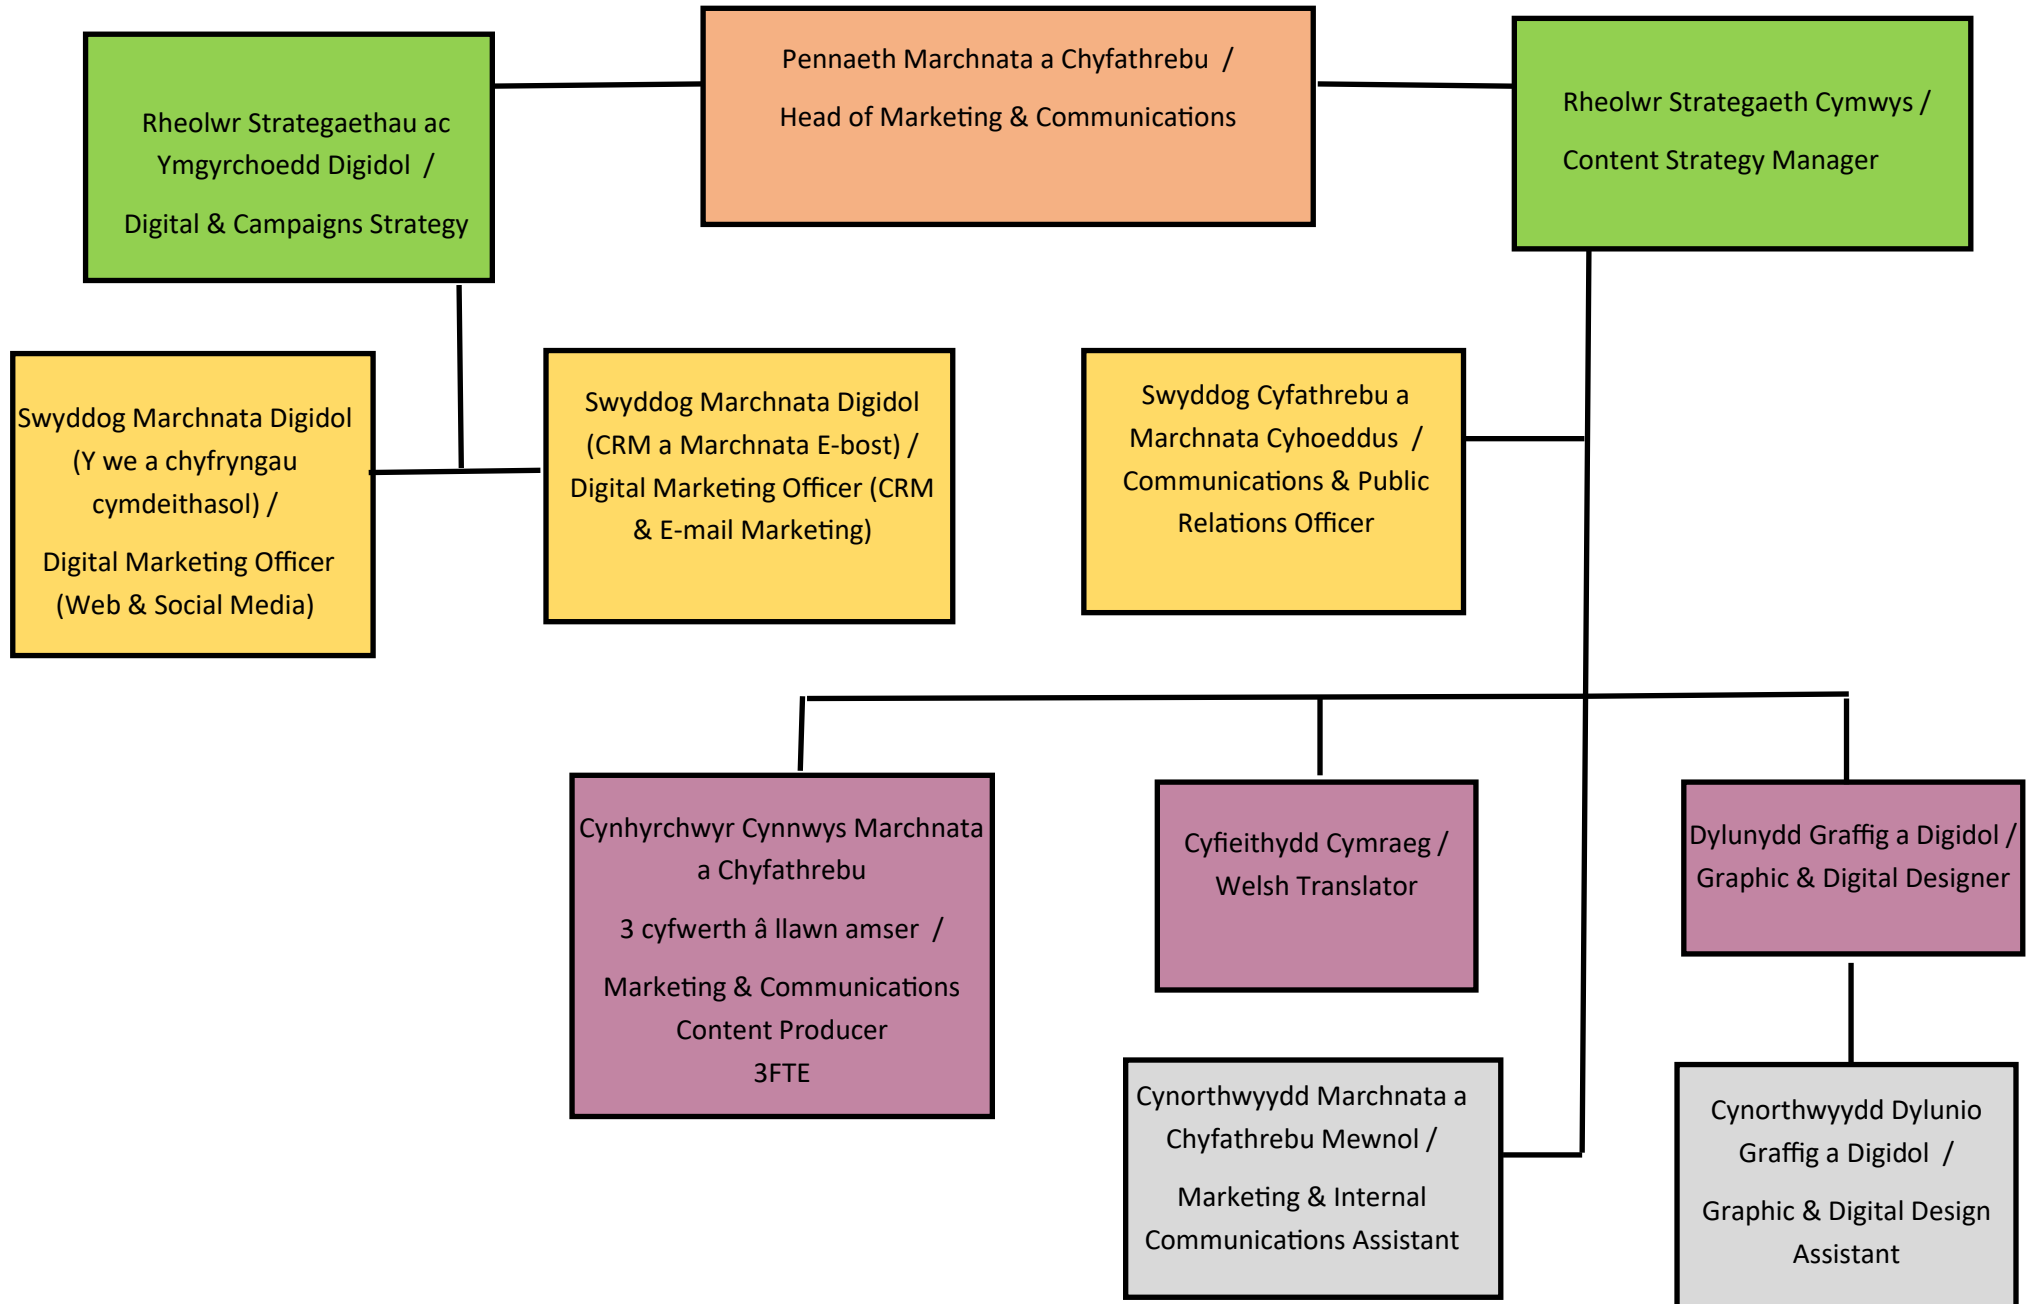 Pennaeth Marchnata a Chyfathrebu /
Head of Marketing & Communications
Rheolwr Strategaethau ac
Ymgyrchoedd Digidol /
Digital & Campaigns Strategy
Rheolwr Strategaeth Cymwys /
Content Strategy Manager
Swyddog Marchnata Digidol
(Y we a chyfryngau
cymdeithasol) /
Digital Marketing Officer
(Web & Social Media)
Swyddog Marchnata Digidol
(CRM a Marchnata E-bost) /
Digital Marketing Officer (CRM
& E-mail Marketing)
Swyddog Cyfathrebu a
Marchnata Cyhoeddus /
Communications & Public
Relations Officer
Cynhyrchwyr Cynnwys Marchnata
a Chyfathrebu
3 cyfwerth â llawn amser /
Marketing & Communications
Content Producer
3FTE
Cyfieithydd Cymraeg /
Welsh Translator
Dylunydd Graffig a Digidol /
Graphic & Digital Designer
Cynorthwyydd Marchnata a
Chyfathrebu Mewnol /
Marketing & Internal
Communications Assistant
Cynorthwyydd Dylunio
Graffig a Digidol /
Graphic & Digital Design
Assistant